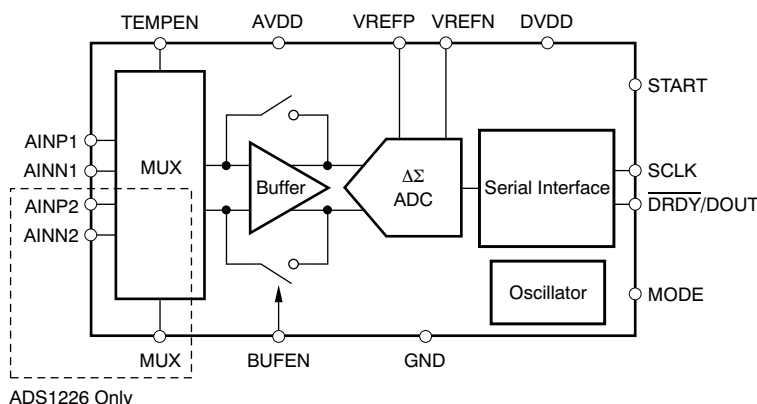 TEMPEN AVDD VREFP VREFN DVDD
START
AINP1
AINN1
AINP2
AINN2
MUX
Buffer
ΔΣ
ADC
Serial Interface
SCLK
DRDY/DOUT
Oscillator
MODE
MUX BUFEN GND
ADS1226 Only